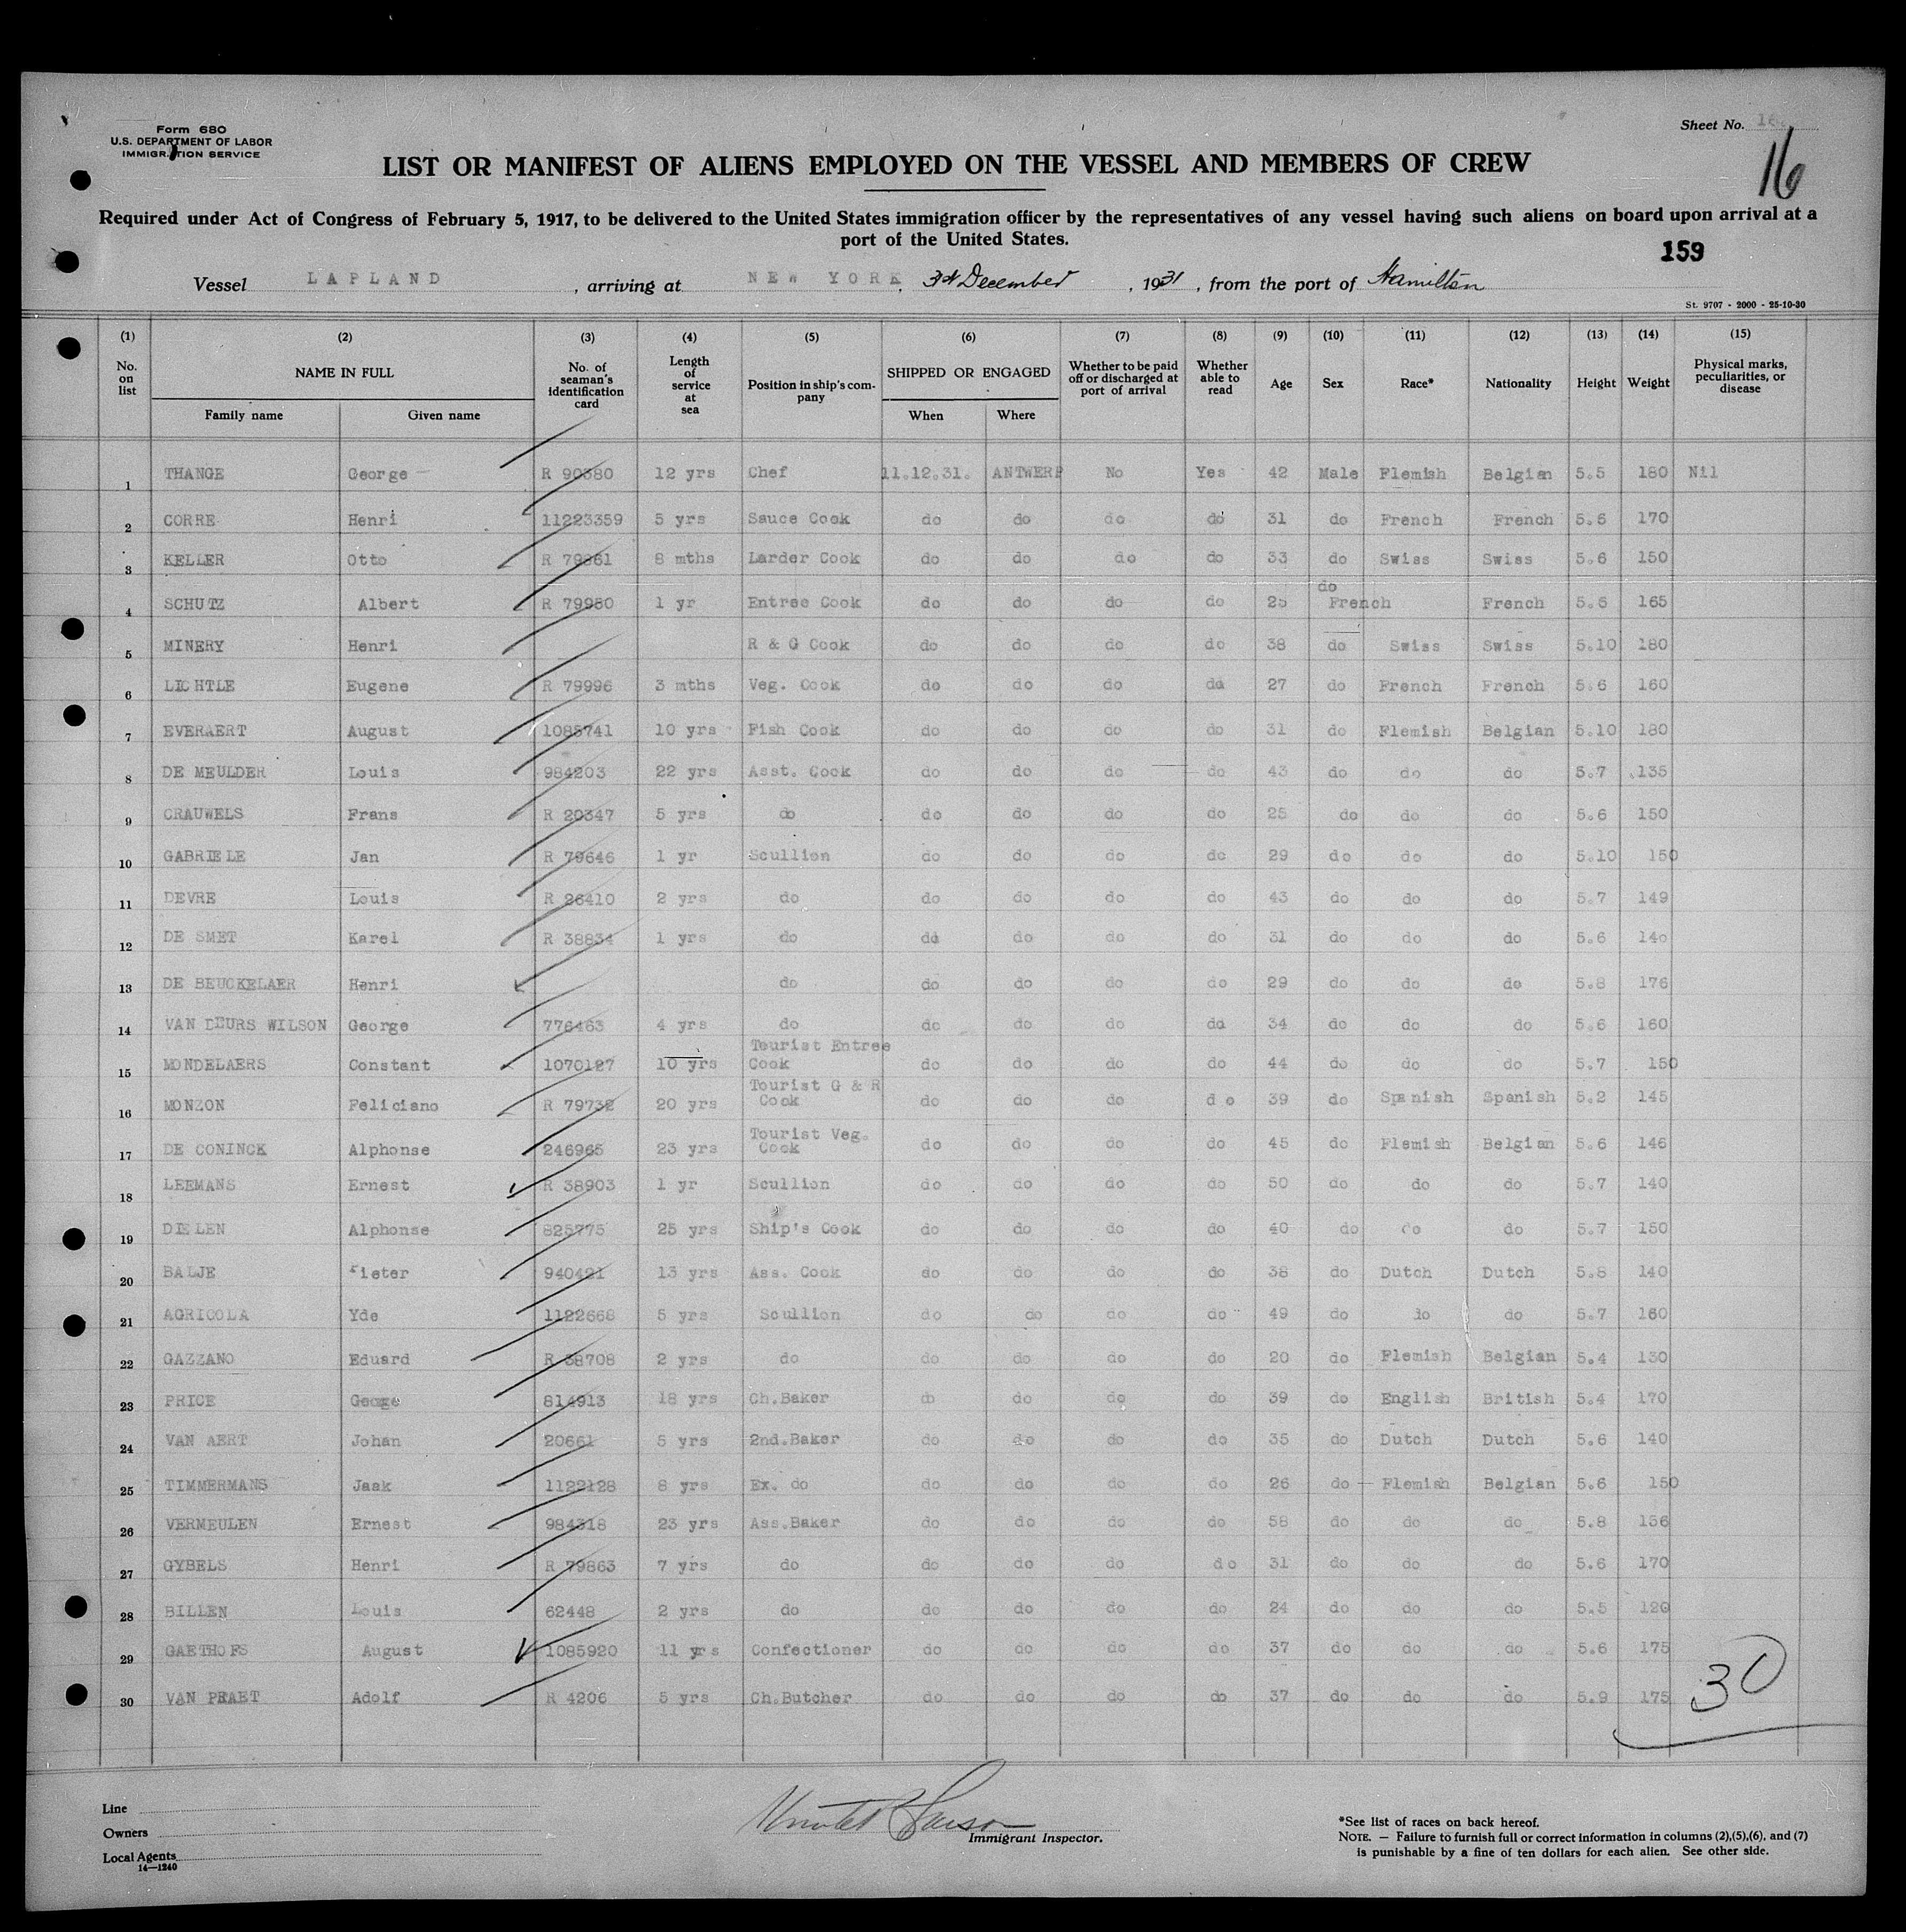 Form 680
U.S. DEPARTMENT OF LABOR
IMMIGRATION SERVICE
Sheet No.
16
LIST OR MANIFEST OF ALIENS EMPLOYED ON THE VESSEL AND MEMBERS OF CREW
Required under Act of Congress of February 5, 1917, to be delivered to the United States immigration officer by the representatives of any vessel having such aliens on board upon arrival at a
port of the United States.
159
Vessel LAPLAND , arriving at NEW YORK, 3d December , 1931 , from the port of Hamilton
St. 9707 - 2000 - 25-10-30
(1) (2) (3) (4) (5) (6) (7) (8) (9) (10) (11) (12) (13) (14) (15)
No. on list NAME IN FULL Family name Given name No. of seaman's identification card Length of service at sea Position in ship's company SHIPPED OR ENGAGED When Where Whether to be paid off or discharged at port of arrival Whether able to read Age Sex Race* Nationality Height Weight Physical marks, peculiarities, or disease
1 THANGE George R 90380 12 yrs Chef 11.12.31. ANTWERP No Yes 42 Male Flemish Belgian 5.5 180 Nil
2 CORRE Henri 11223359 5 yrs Sauce Cook do do do do 31 do French French 5.6 170
3 KELLER Otto R 79861 8 mths Larder Cook do do do do 33 do Swiss Swiss 5.6 150
4 SCHUTZ Albert R 79980 1 yr Entree Cook do do do do 25 do French French 5.6 165
5 MINERY Henri R & G Cook do do do do 38 do Swiss Swiss 5.10 180
6 LICHTLE Eugene R 79996 3 mths Veg. Cook do do do do 27 do French French 5.6 160
7 EVERAERT August 1085741 10 yrs Fish Cook do do do do 31 do Flemish Belgian 5.10 180
8 DE MEULDER Louis 984203 22 yrs Asst. Cook do do do do 43 do do do 5.7 135
9 CRAUWELS Frans R 20347 5 yrs do do do do do 25 do do do 5.6 150
10 GABRIELE Jan R 79646 1 yr Scullion do do do do 29 do do do 5.10 150
11 DEVRE Louis R 26410 2 yrs do do do do do 43 do do do 5.7 149
12 DE SMET Karel R 38834 1 yrs do do do do do 31 do do do 5.6 140
13 DE BEUCKELAER Henri do do do do do 29 do do do 5.8 176
14 VAN DEURS WILSON George 776463 4 yrs do do do do do 34 do do do 5.6 160
15 MONDELAERS Constant 1070127 10 yrs Tourist Entree Cook do do do do 44 do do do 5.7 150
16 MONZON Feliciano R 79732 20 yrs Tourist G & R Cook do do do do 39 do Spanish Spanish 5.2 145
17 DE CONINCK Alphonse 246965 23 yrs Tourist Veg. Cook do do do do 45 do Flemish Belgian 5.6 146
18 LEEMANS Ernest R 38903 1 yr Scullion do do do do 50 do do do 5.7 140
19 DIELEN Alphonse 825775 25 yrs Ship's Cook do do do do 40 do do do 5.7 150
20 BALJE Pieter 940421 13 yrs Ass. Cook do do do do 38 do Dutch Dutch 5.8 140
21 AGRICOLA Yde 1122668 5 yrs Scullion do do do do 49 do do do 5.7 160
22 GAZZANO Eduard R 38708 2 yrs do do do do do 20 do Flemish Belgian 5.4 130
23 PRICE George 814913 18 yrs Ch.Baker do do do do 39 do English British 5.4 170
24 VAN AERT Johan 20661 5 yrs 2nd.Baker do do do do 35 do Dutch Dutch 5.6 140
25 TIMMERMANS Jaak 1122128 8 yrs Ex. do do do do do 26 do Flemish Belgian 5.6 150
26 VERMEULEN Ernest 984318 23 yrs Ass.Baker do do do do 58 do do do 5.8 156
27 GYBELS Henri R 79863 7 yrs do do do do do 31 do do do 5.6 170
28 BILLEN Louis 62448 2 yrs do do do do do 24 do do do 5.5 120
29 GAETHOFS August 1085920 11 yrs Confectioner do do do do 37 do do do 5.6 175
30 VAN PRAET Adolf R 4206 5 yrs Ch.Butcher do do do do 37 do do do 5.9 175
30
Line
Owners
Local Agents
14—1240
Immigrant Inspector.
*See list of races on back hereof.
NOTE. — Failure to furnish full or correct information in columns (2),(5),(6), and (7)
is punishable by a fine of ten dollars for each alien. See other side.